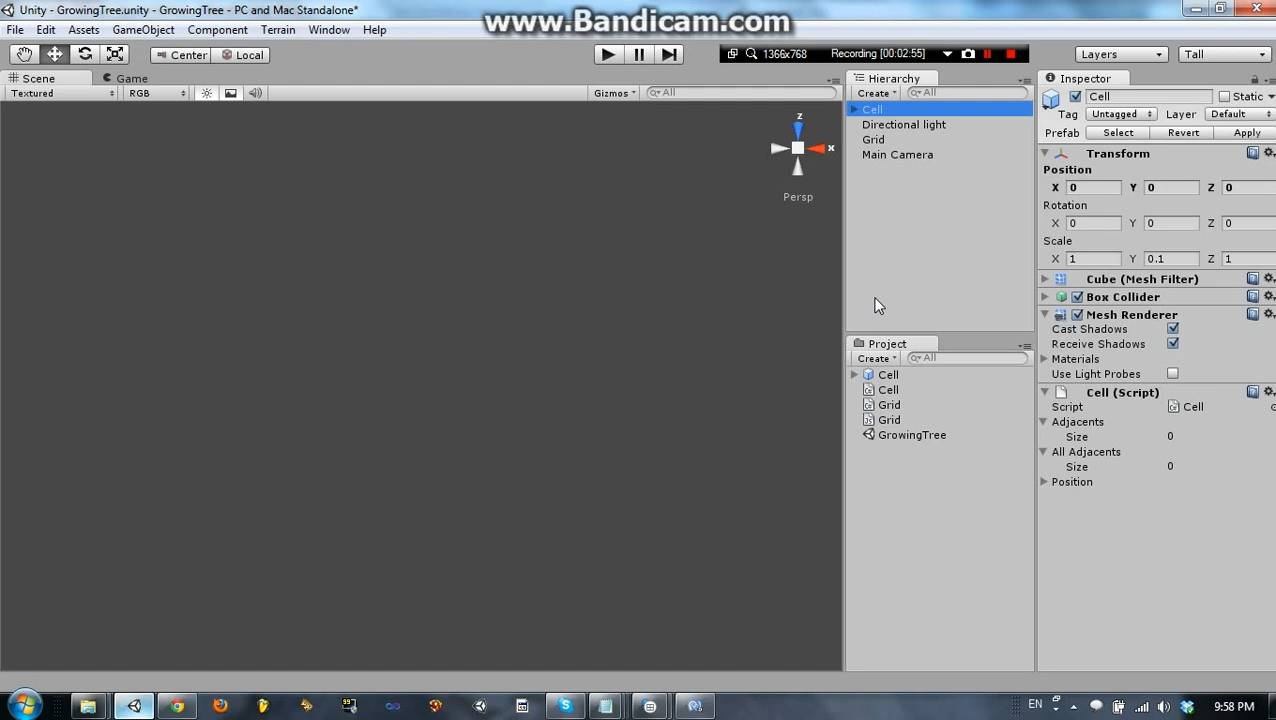 Unity - GrowingTree.unity - GrowingTree - PC and Mac Standalone*
www.Bandicam.com
File Edit Assets GameObject Component Terrain Window Help
Center Local
1366x768 Recording [00:02:55]
Layers Tall
Scene Game
Textured RGB Gizmos All
z
x
Persp
Hierarchy
Create All
Cell
Directional light
Grid
Main Camera
Project
Create All
Cell
Cell
Grid
Grid
GrowingTree
Inspector
Cell Static
Tag Untagged Layer Default
Prefab Select Revert Apply
Transform
Position
X 0 Y 0 Z 0
Rotation
X 0 Y 0 Z 0
Scale
X 1 Y 0.1 Z 1
Cube (Mesh Filter)
Box Collider
Mesh Renderer
Cast Shadows
Receive Shadows
Materials
Use Light Probes
Cell (Script)
Script Cell
Adjacents
Size 0
All Adjacents
Size 0
Position
EN 9:58 PM